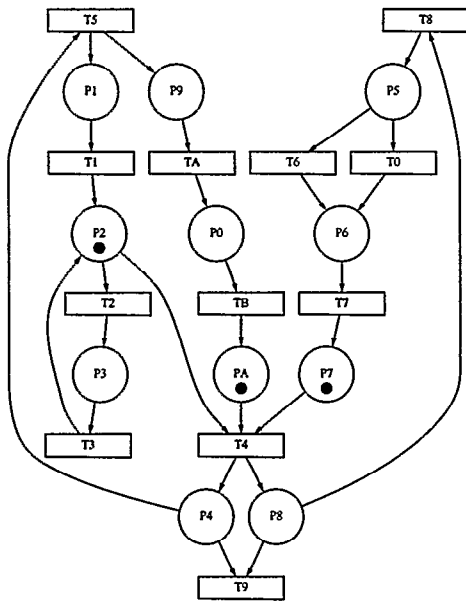 T5 T8
P1 P9 P5
T1 TA T6 T0
P2 P0 P6
T2 TB T7
P3 PA P7
T3 T4
P4 P8
T9